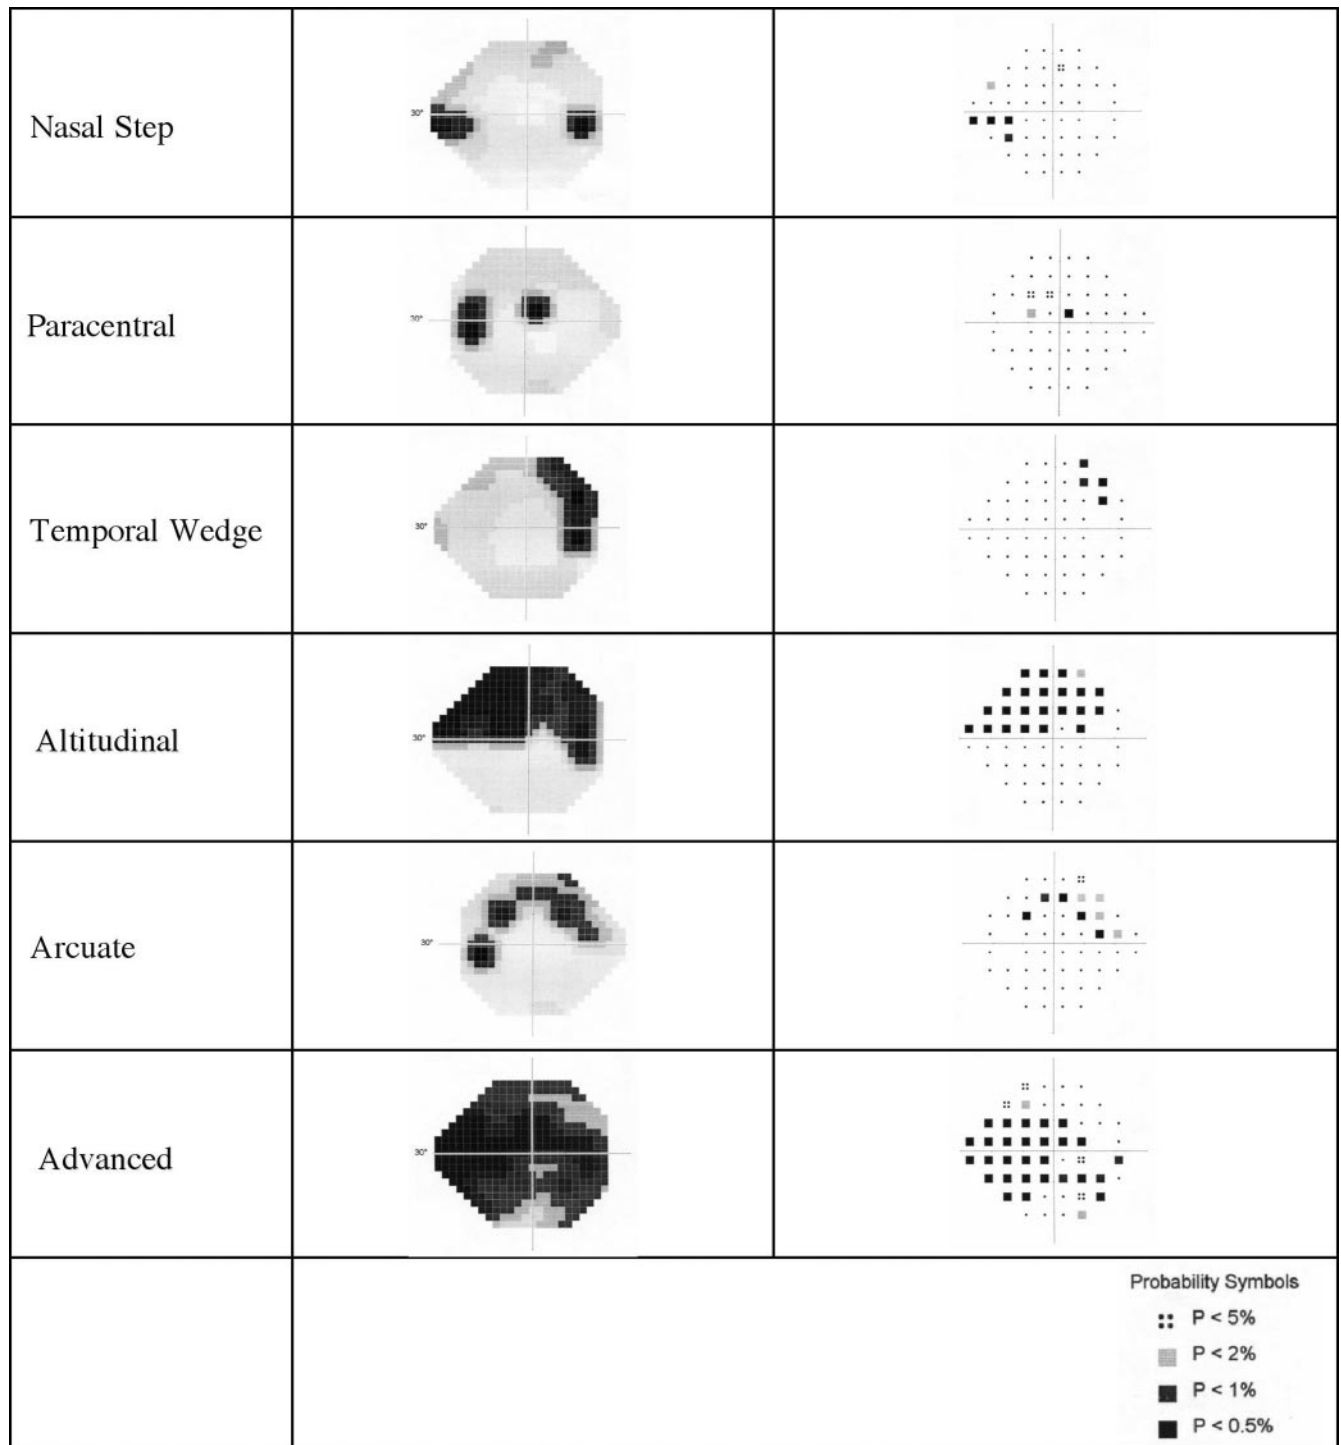 Nasal Step
30°
Paracentral
30°
Temporal Wedge
30°
Altitudinal
30°
Arcuate
30°
Advanced
30°
Probability Symbols
P < 5%
P < 2%
P < 1%
P < 0.5%